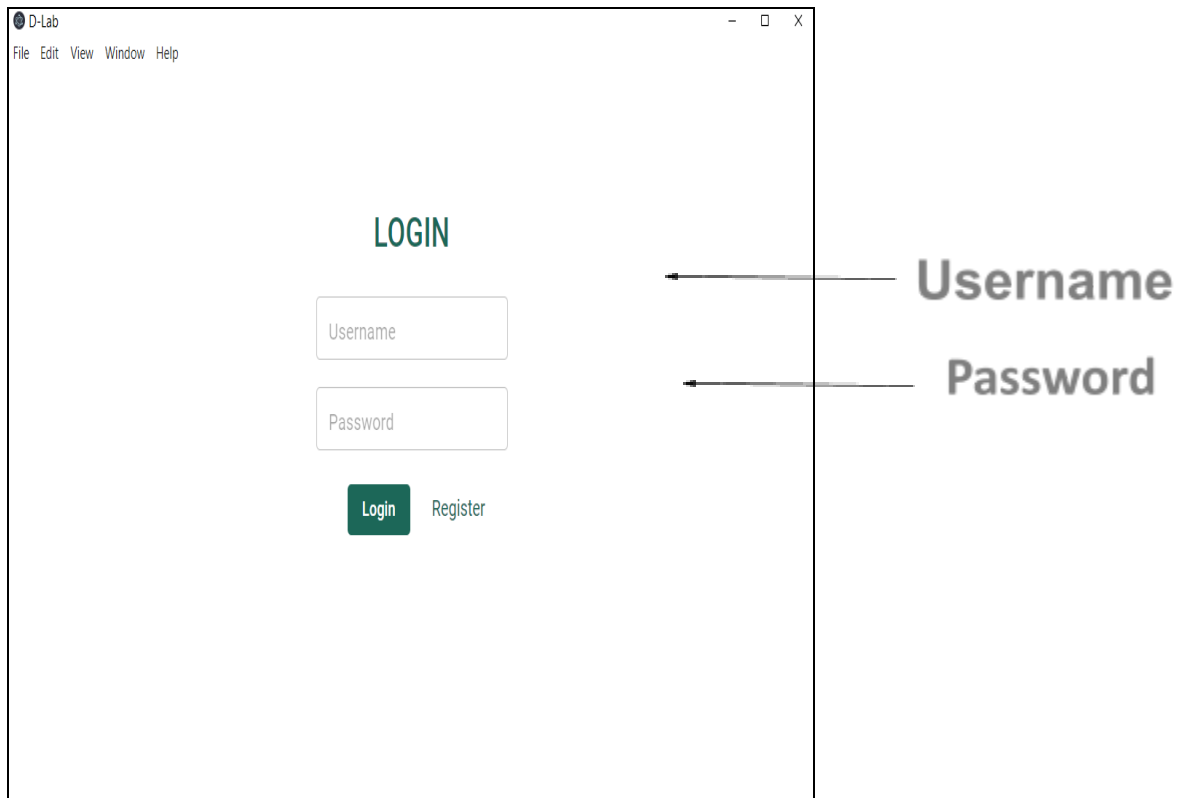 D-Lab
File Edit View Window Help
LOGIN
Username
Username
Password
Password
Login Register